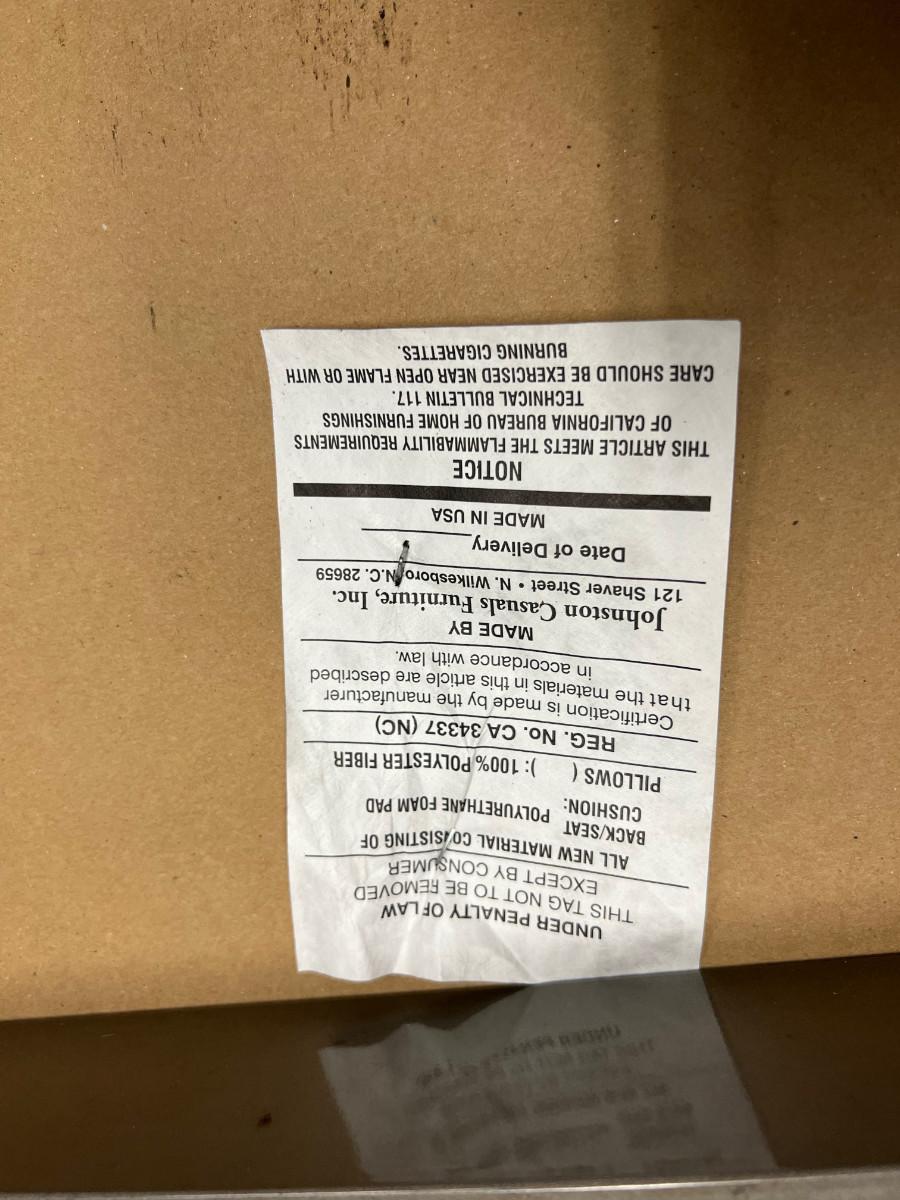 UNDER PENALTY OF LAW
THIS TAG NOT TO BE REMOVED
EXCEPT BY CONSUMER
ALL NEW MATERIAL CONSISTING OF
BACK/SEAT
CUSHION: POLYURETHANE FOAM PAD
PILLOWS ( ): 100% POLYESTER FIBER
REG. No. CA 34337 (NC)
Certification is made by the manufacturer
that the materials in this article are described
in accordance with law.
MADE BY
Johnston Casuals Furniture, Inc.
121 Shaver Street • N. Wilkesboro, N.C. 28659
Date of Delivery
MADE IN USA
NOTICE
THIS ARTICLE MEETS THE FLAMMABILITY REQUIREMENTS
OF CALIFORNIA BUREAU OF HOME FURNISHINGS
TECHNICAL BULLETIN 117.
CARE SHOULD BE EXERCISED NEAR OPEN FLAME OR WITH
BURNING CIGARETTES.